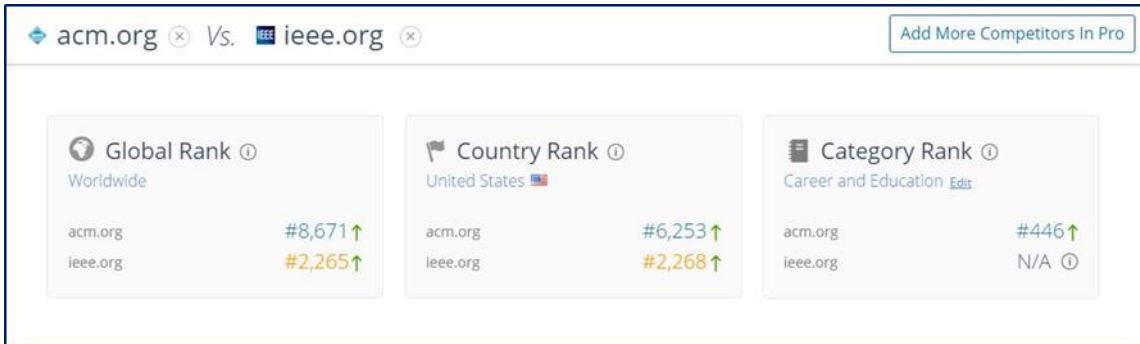 acm.org Vs. IEEE ieee.org
Add More Competitors In Pro
Global Rank
Worldwide
acm.org #8,671↑
ieee.org #2,265↑
Country Rank
United States
acm.org #6,253↑
ieee.org #2,268↑
Category Rank
Career and Education Edit
acm.org #446↑
ieee.org N/A